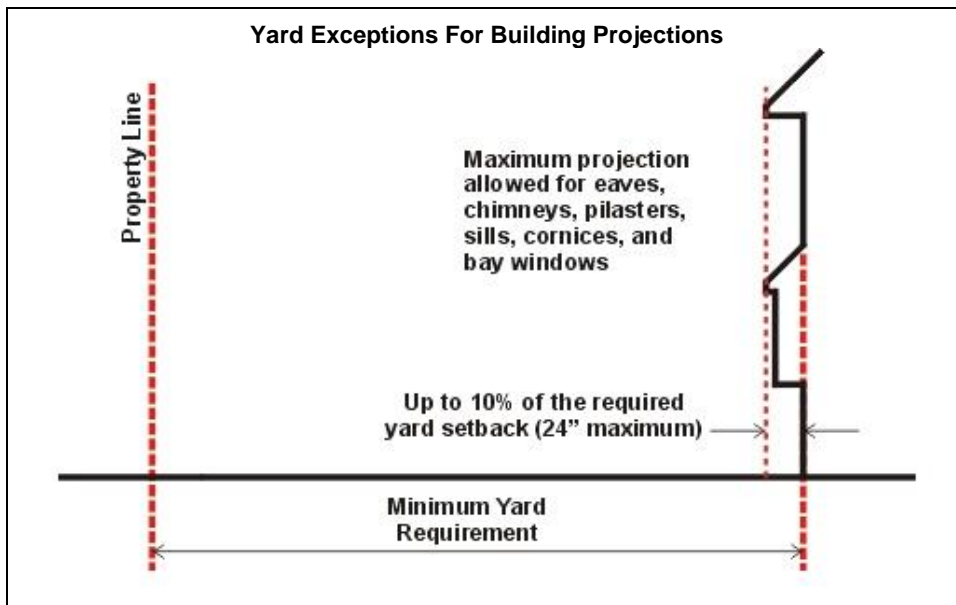 Yard Exceptions For Building Projections
Property Line
Maximum projection
allowed for eaves,
chimneys, pilasters,
sills, cornices, and
bay windows
Up to 10% of the required
yard setback (24” maximum)
Minimum Yard
Requirement